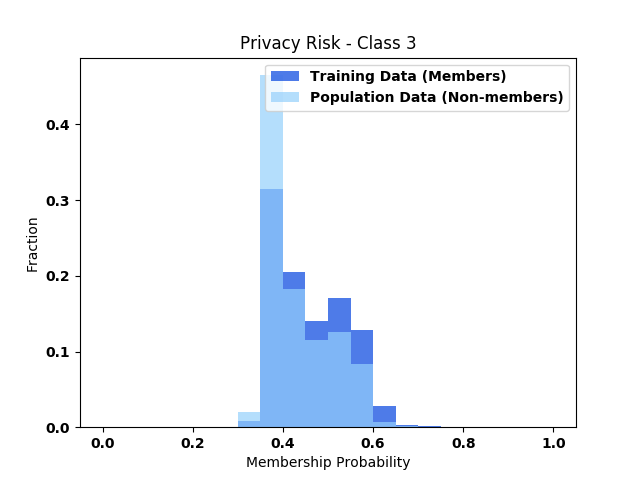 Privacy Risk - Class 3
Training Data (Members)
Population Data (Non-members)
Fraction
0.4
0.3
0.2
0.1
0.0
0.0 0.2 0.4 0.6 0.8 1.0
Membership Probability